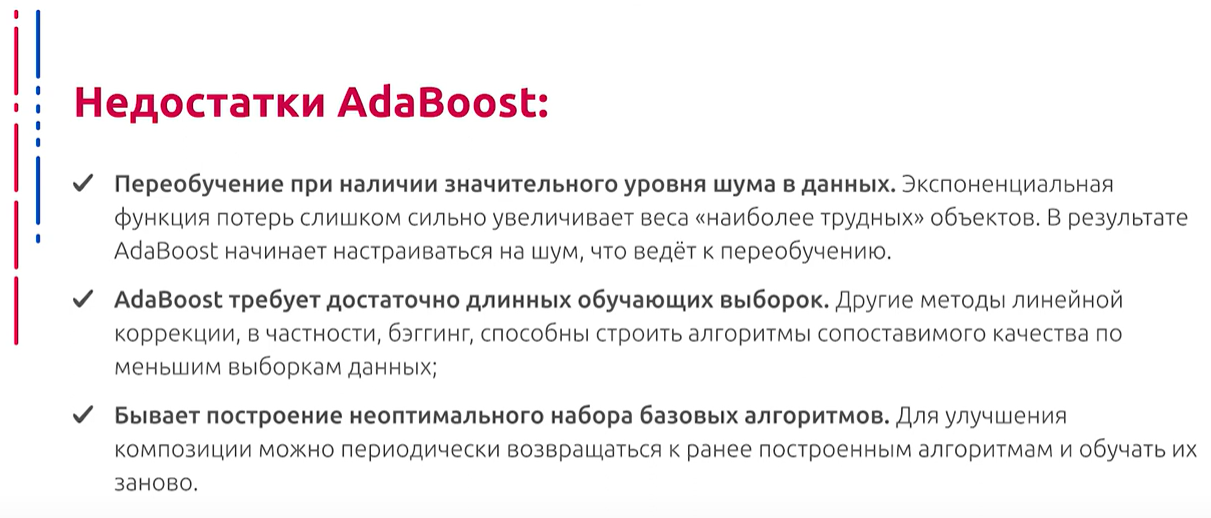 Недостатки AdaBoost:
Переобучение при наличии значительного уровня шума в данных. Экспоненциальная
функция потерь слишком сильно увеличивает веса «наиболее трудных» объектов. В результате
AdaBoost начинает настраиваться на шум, что ведёт к переобучению.
AdaBoost требует достаточно длинных обучающих выборок. Другие методы линейной
коррекции, в частности, бэггинг, способны строить алгоритмы сопоставимого качества по
меньшим выборкам данных;
Бывает построение неоптимального набора базовых алгоритмов. Для улучшения
композиции можно периодически возвращаться к ранее построенным алгоритмам и обучать их
заново.